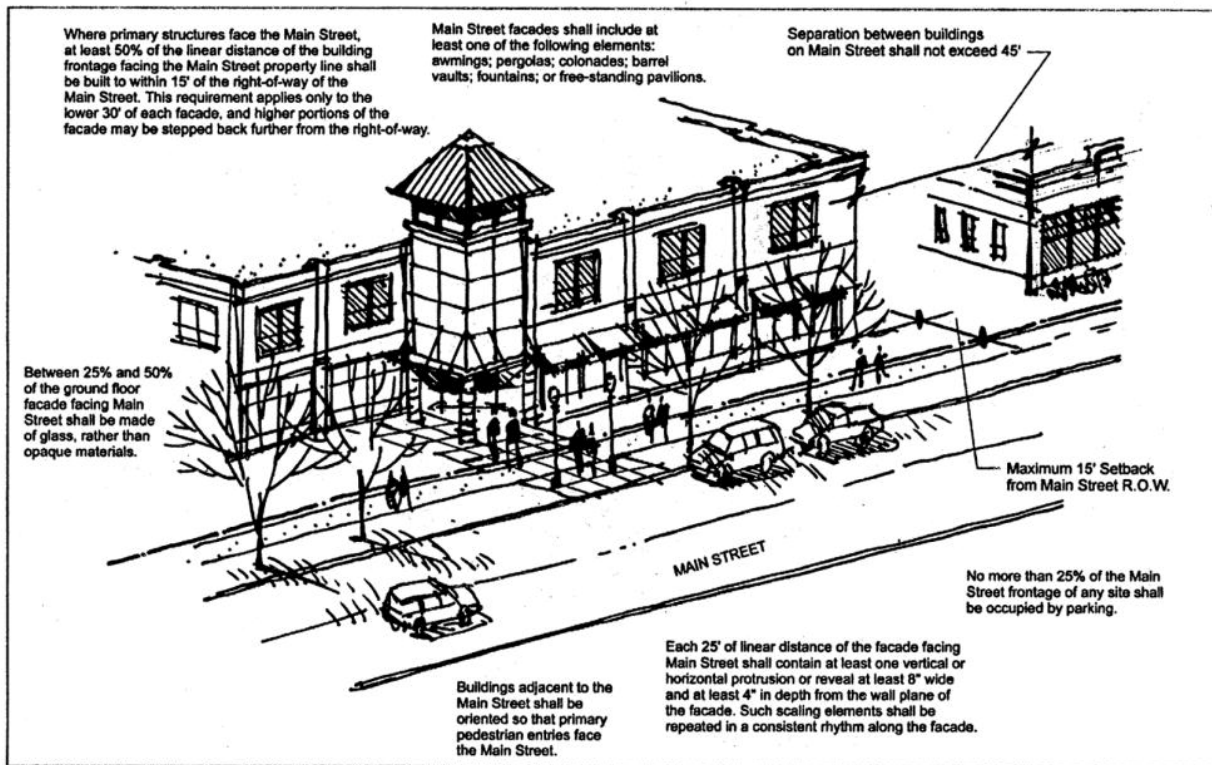 Where primary structures face the Main Street,
at least 50% of the linear distance of the building
frontage facing the Main Street property line shall
be built to within 15' of the right-of-way of the
Main Street. This requirement applies only to the
lower 30' of each facade, and higher portions of the
facade may be stepped back further from the right-of-way.
Main Street facades shall include at
least one of the following elements:
awnings; pergolas; colonades; barrel
vaults; fountains; or free-standing pavilions.
Separation between buildings
on Main Street shall not exceed 45'
Between 25% and 50%
of the ground floor
facade facing Main
Street shall be made
of glass, rather than
opaque materials.
Maximum 15' Setback
from Main Street R.O.W.
MAIN STREET
No more than 25% of the Main
Street frontage of any site shall
be occupied by parking.
Each 25' of linear distance of the facade facing
Main Street shall contain at least one vertical or
horizontal protrusion or reveal at least 8" wide
and at least 4" in depth from the wall plane of
the facade. Such scaling elements shall be
repeated in a consistent rhythm along the facade.
Buildings adjacent to the
Main Street shall be
oriented so that primary
pedestrian entries face
the Main Street.